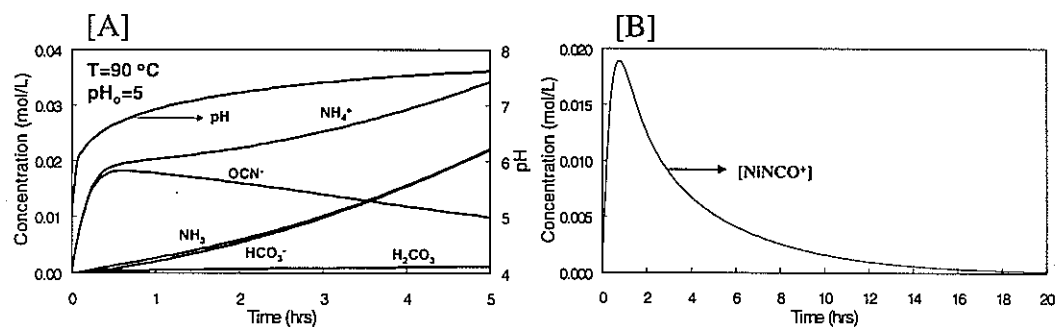 [A]
Concentration (mol/L)
0.04
0.03
0.02
0.01
0.00
T=90 °C
pHₒ=5
pH
NH₄⁺
OCN⁻
NH₃
HCO₃⁻
H₂CO₃
8
7
6
5
4
pH
0 1 2 3 4 5
Time (hrs)
[B]
Concentration (mol/L)
0.020
0.015
0.010
0.005
0.000
[NiNCO⁺]
0 2 4 6 8 10 12 14 16 18 20
Time (hrs)